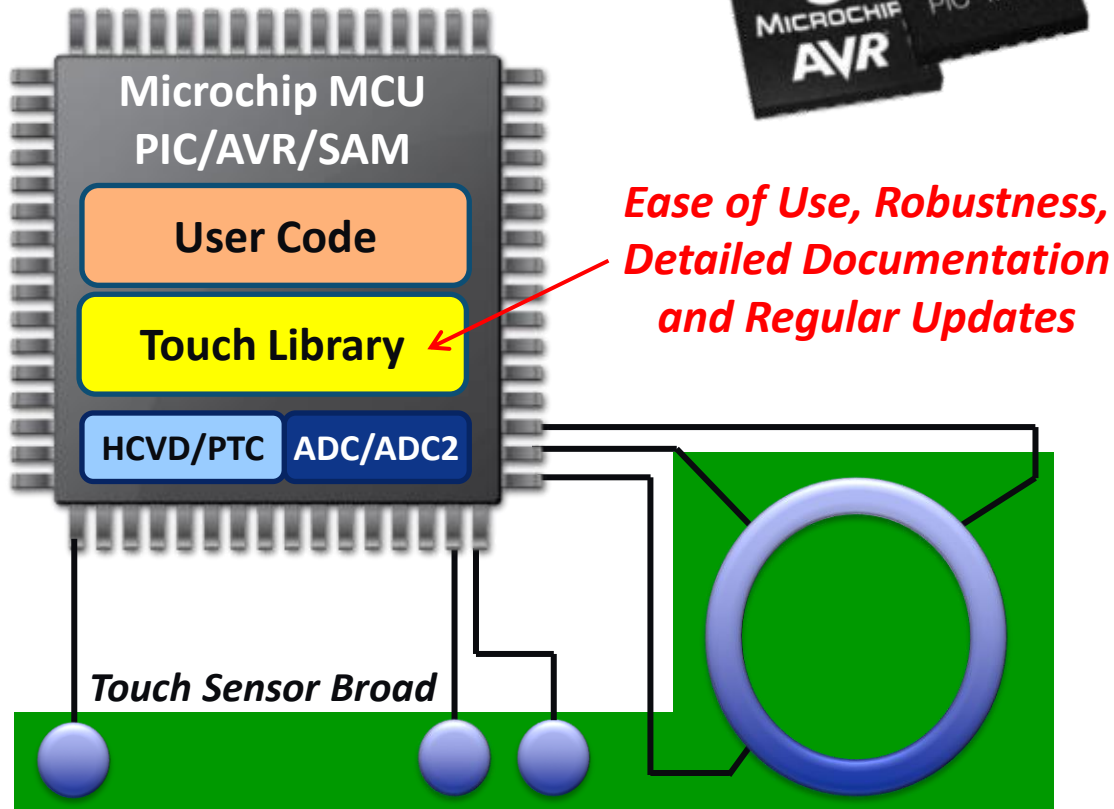 MICROCHIP
AVR
PIC
Microchip MCU
PIC/AVR/SAM
User Code
Touch Library
HCVD/PTC
ADC/ADC2
Ease of Use, Robustness,
Detailed Documentation
and Regular Updates
Touch Sensor Broad